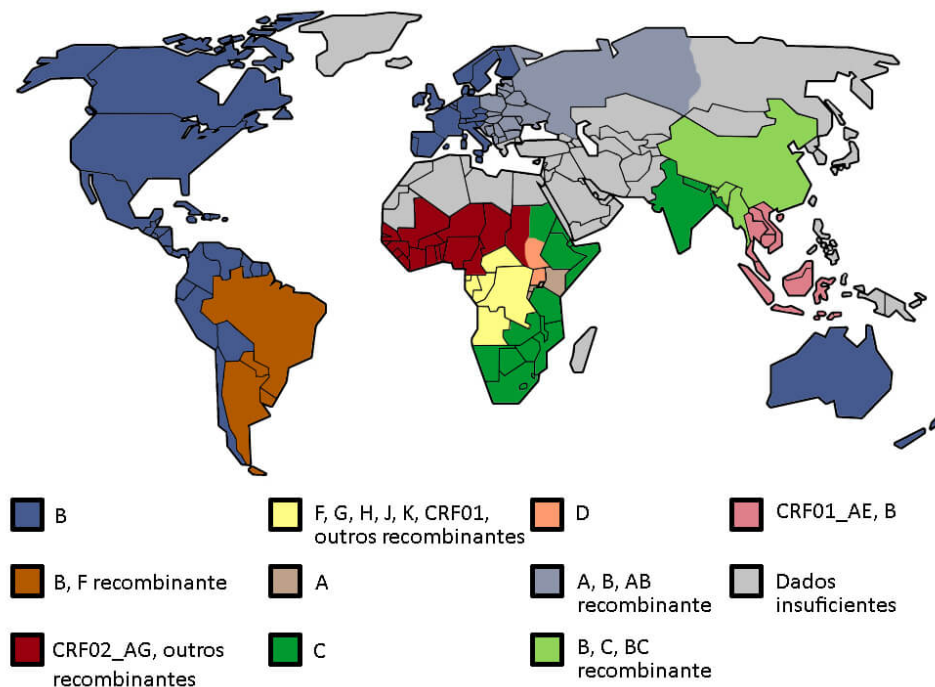 B
F, G, H, J, K, CRF01,
outros recombinantes
D
CRF01_AE, B
B, F recombinante
A
A, B, AB
recombinante
Dados
insuficientes
CRF02_AG, outros
recombinantes
C
B, C, BC
recombinante